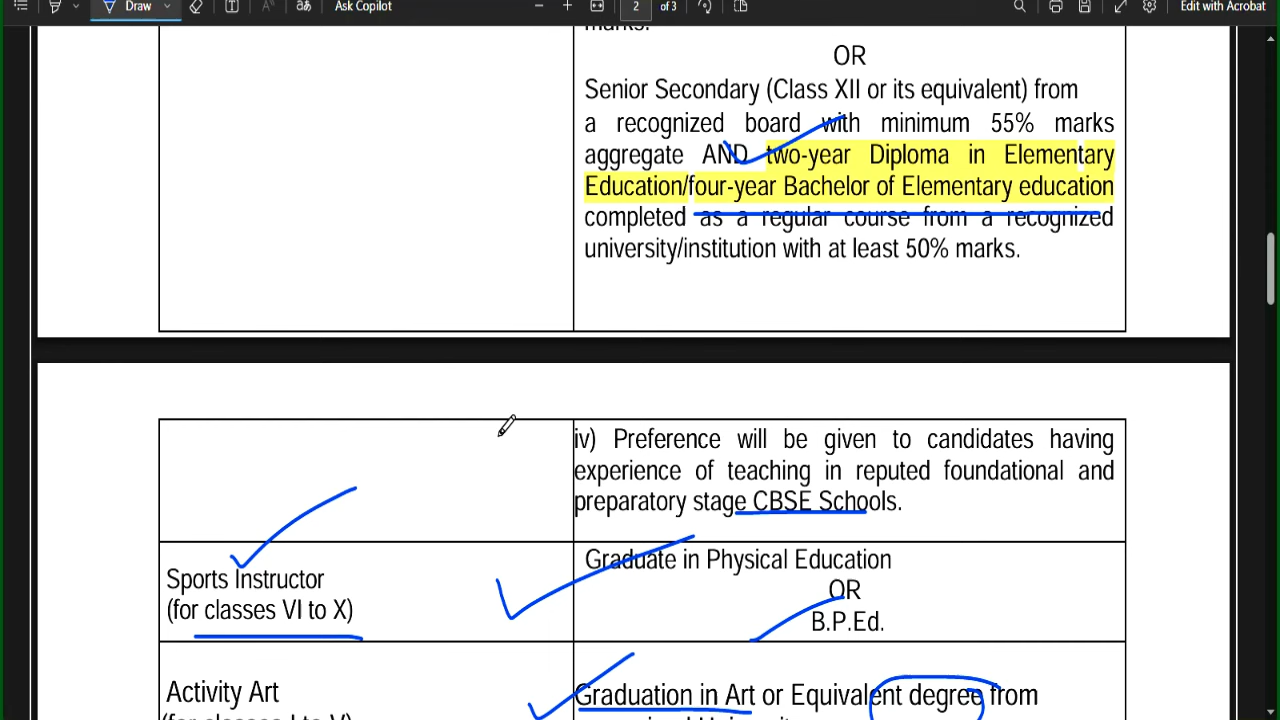 Draw
Ask Copilot
2 of 3
Edit with Acrobat
marks.
OR
Senior Secondary (Class XII or its equivalent) from
a recognized board with minimum 55% marks
aggregate AND two-year Diploma in Elementary
Education/four-year Bachelor of Elementary education
completed as a regular course from a recognized
university/institution with at least 50% marks.
iv) Preference will be given to candidates having
experience of teaching in reputed foundational and
preparatory stage CBSE Schools.
Sports Instructor
(for classes VI to X)
Graduate in Physical Education
OR
B.P.Ed.
Activity Art
(for classes I to V)
Graduation in Art or Equivalent degree from